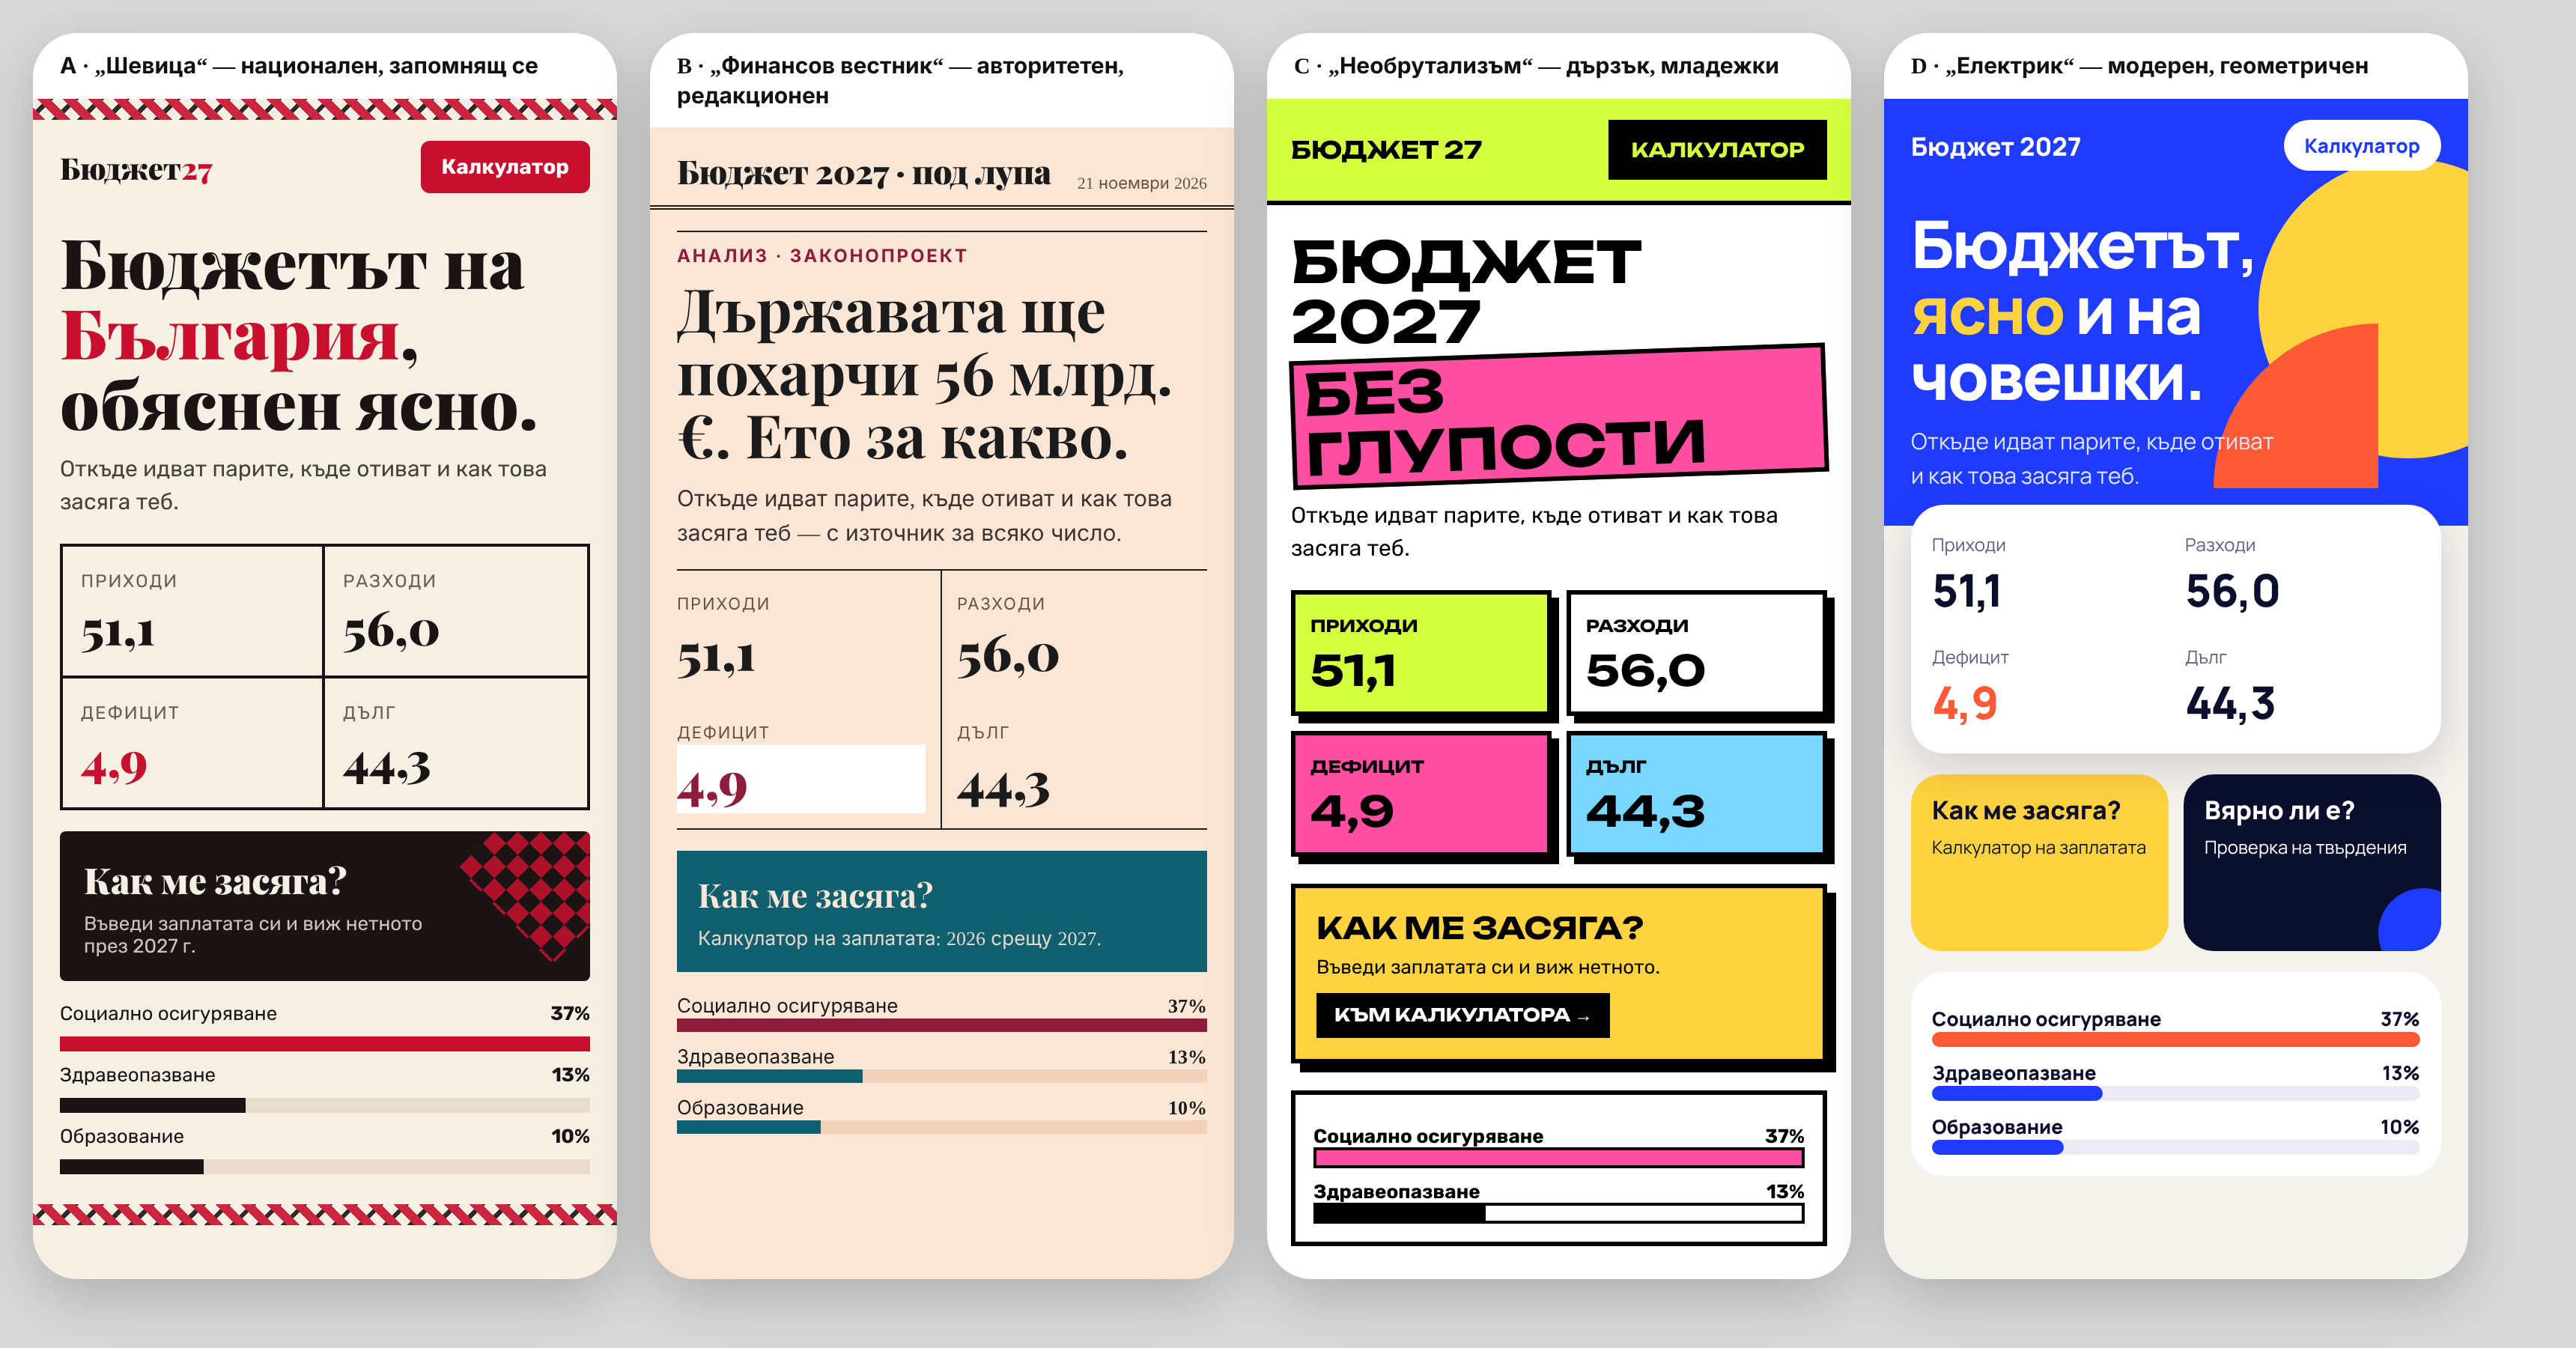 A · „Шевица“ — национален, запомнящ се
Бюджет27
Калкулатор
Бюджетът на
България,
обяснен ясно.
Откъде идват парите, къде отиват и как това
засяга теб.
ПРИХОДИ
51,1
РАЗХОДИ
56,0
ДЕФИЦИТ
4,9
ДЪЛГ
44,3
Как ме засяга?
Въведи заплатата си и виж нетното
през 2027 г.
Социално осигуряване 37%
Здравеопазване 13%
Образование 10%
B · „Финансов вестник“ — авторитетен,
редакционен
Бюджет 2027 · под лупа
21 ноември 2026
АНАЛИЗ · ЗАКОНОПРОЕКТ
Държавата ще
похарчи 56 млрд.
€. Ето за какво.
Откъде идват парите, къде отиват и как това
засяга теб — с източник за всяко число.
ПРИХОДИ
51,1
РАЗХОДИ
56,0
ДЕФИЦИТ
4,9
ДЪЛГ
44,3
Как ме засяга?
Калкулатор на заплатата: 2026 срещу 2027.
Социално осигуряване 37%
Здравеопазване 13%
Образование 10%
C · „Необрутализъм“ — дързък, младежки
БЮДЖЕТ 27
КАЛКУЛАТОР
БЮДЖЕТ
2027
БЕЗ
ГЛУПОСТИ
Откъде идват парите, къде отиват и как това
засяга теб.
ПРИХОДИ
51,1
РАЗХОДИ
56,0
ДЕФИЦИТ
4,9
ДЪЛГ
44,3
КАК МЕ ЗАСЯГА?
Въведи заплатата си и виж нетното.
КЪМ КАЛКУЛАТОРА →
Социално осигуряване 37%
Здравеопазване 13%
D · „Електрик“ — модерен, геометричен
Бюджет 2027
Калкулатор
Бюджетът,
ясно и на
човешки.
Откъде идват парите, къде отиват
и как това засяга теб.
Приходи
51,1
Разходи
56,0
Дефицит
4,9
Дълг
44,3
Как ме засяга?
Калкулатор на заплатата
Вярно ли е?
Проверка на твърдения
Социално осигуряване 37%
Здравеопазване 13%
Образование 10%